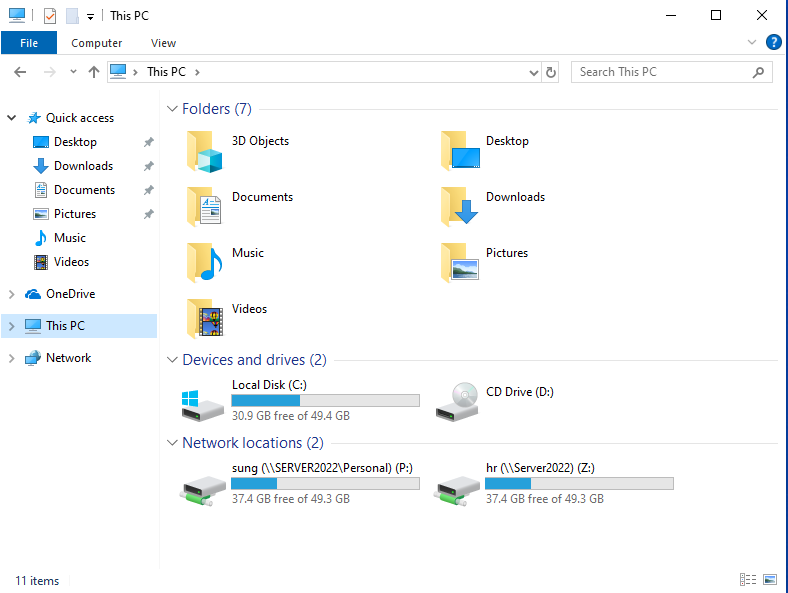 This PC
File Computer View
This PC
Search This PC
Quick access
Desktop
Downloads
Documents
Pictures
Music
Videos
OneDrive
This PC
Network
Folders (7)
3D Objects
Desktop
Documents
Downloads
Music
Pictures
Videos
Devices and drives (2)
Local Disk (C:)
30.9 GB free of 49.4 GB
CD Drive (D:)
Network locations (2)
sung (\\SERVER2022\Personal) (P:)
37.4 GB free of 49.3 GB
hr (\\Server2022) (Z:)
37.4 GB free of 49.3 GB
11 items